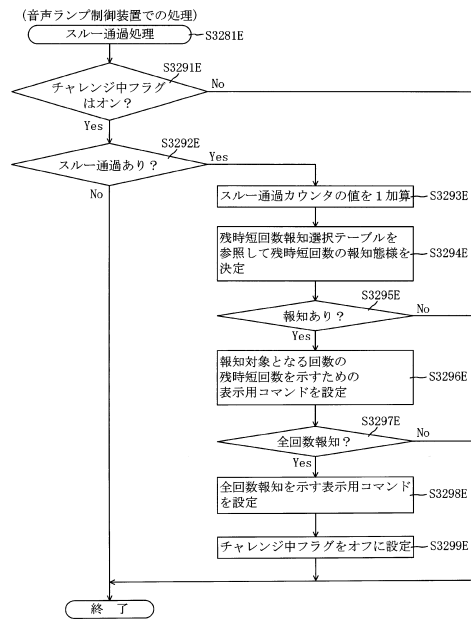 (音声ランプ制御装置での処理)
スルー通過処理
S3281E
S3291E
チャレンジ中フラグ
はオン?
No
Yes
S3292E
スルー通過あり?
Yes
No
スルー通過カウンタの値を1加算
S3293E
残時短回数報知選択テーブルを
参照して残時短回数の報知態様を
決定
S3294E
S3295E
報知あり?
No
Yes
報知対象となる回数の
残時短回数を示すための
表示用コマンドを設定
S3296E
S3297E
全回数報知?
No
Yes
全回数報知を示す表示用コマンド
を設定
S3298E
チャレンジ中フラグをオフに設定
S3299E
終 了